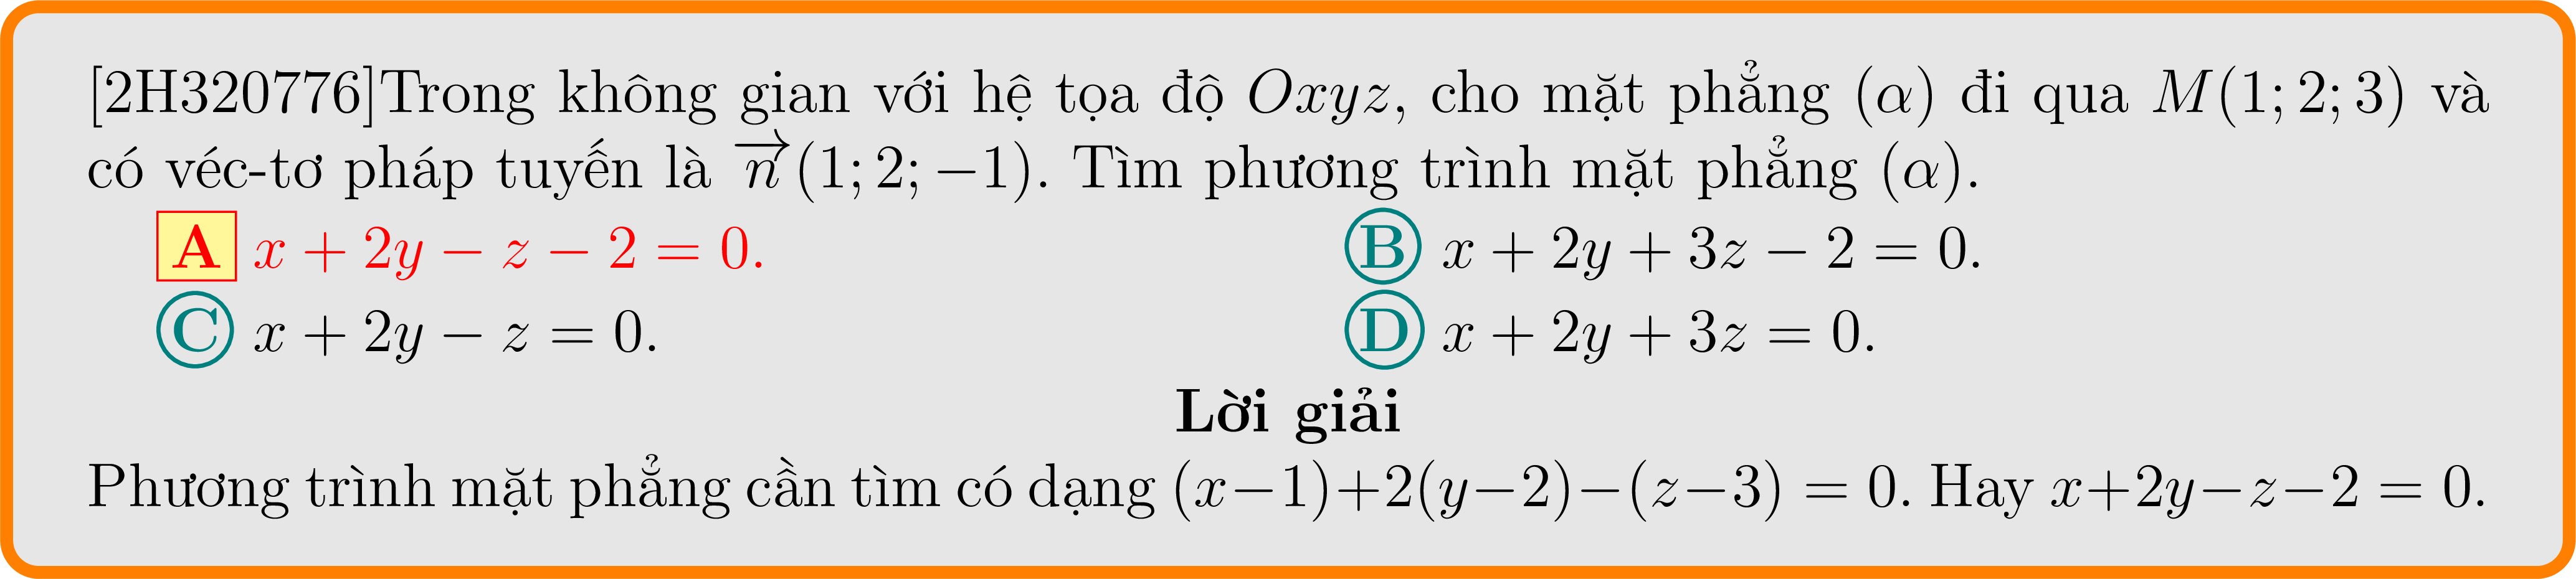 [2H320776]Trong không gian với hệ tọa độ Oxyz, cho mặt phẳng (α) đi qua M(1; 2; 3) và
có véc-tơ pháp tuyến là →n(1; 2; −1). Tìm phương trình mặt phẳng (α).
A x + 2y − z − 2 = 0. B x + 2y + 3z − 2 = 0.
C x + 2y − z = 0. D x + 2y + 3z = 0.
Lời giải
Phương trình mặt phẳng cần tìm có dạng (x−1)+2(y−2)−(z−3) = 0. Hay x+2y−z−2 = 0.